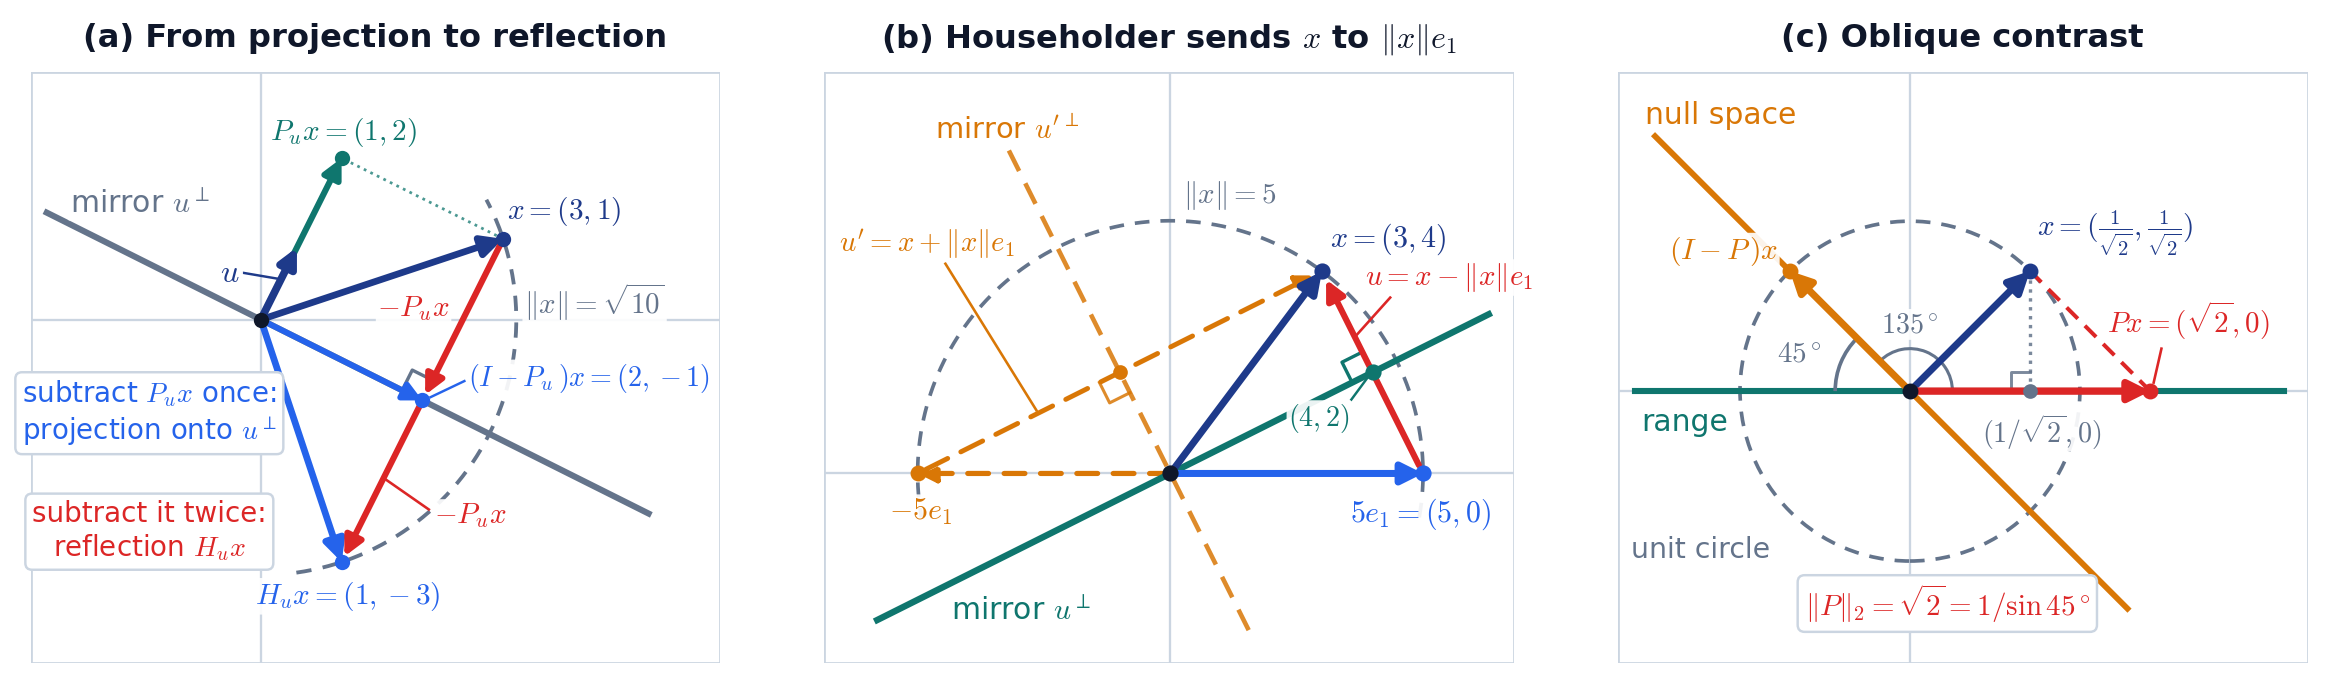 (a) From projection to reflection
P_u x = (1, 2)
mirror u^⊥
x = (3, 1)
u
−P_u x
‖x‖ = √10
(I − P_u)x = (2, −1)
subtract P_u x once:
projection onto u^⊥
subtract it twice:
reflection H_u x
−P_u x
H_u x = (1, −3)
(b) Householder sends x to ‖x‖e_1
mirror u′^⊥
‖x‖ = 5
u′ = x + ‖x‖e_1
x = (3, 4)
u = x − ‖x‖e_1
(4, 2)
−5e_1
5e_1 = (5, 0)
mirror u^⊥
(c) Oblique contrast
null space
x = (1/√2, 1/√2)
(I − P)x
135°
45°
Px = (√2, 0)
range
(1/√2, 0)
unit circle
‖P‖_2 = √2 = 1/sin 45°